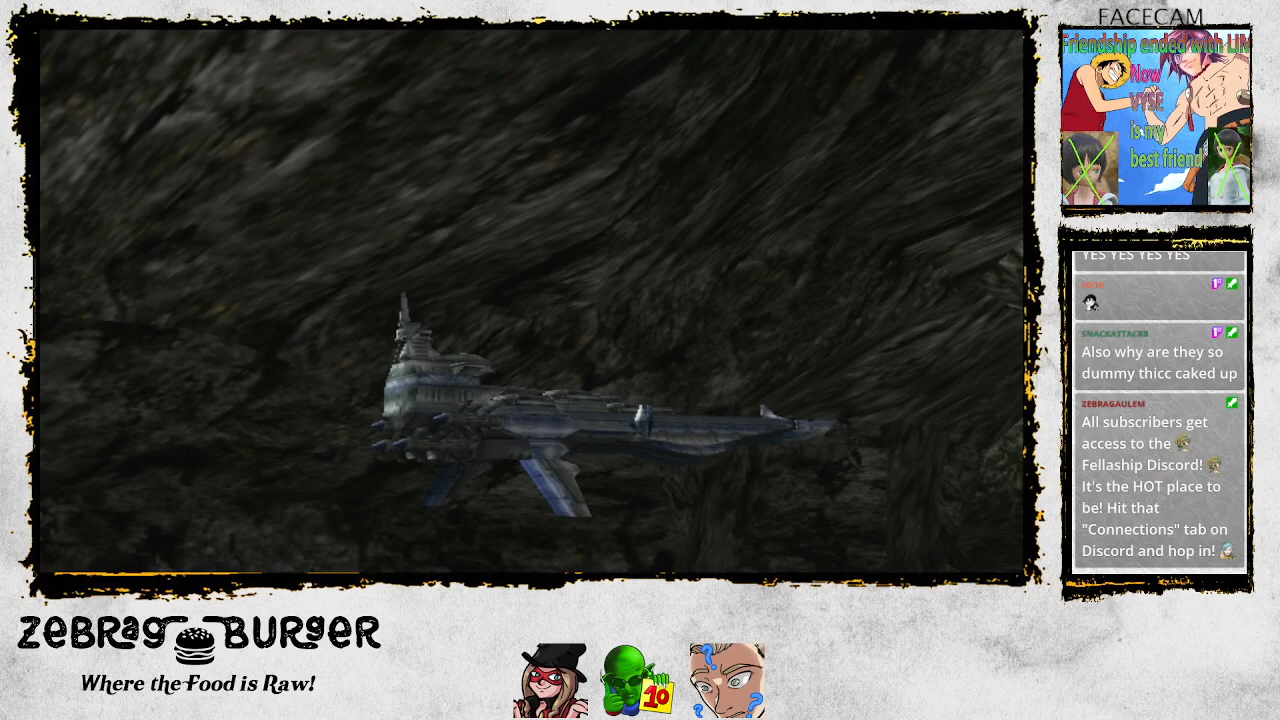 FACECAM
Friendship ended with LIN
Now
VYSE
is my
best friend
YES YES YES YES
SNACKATTACK8
Also why are they so
dummy thicc caked up
ZEBRAGAULEM
All subscribers get
access to the
Fellaship Discord!
It's the HOT place to
be! Hit that
"Connections" tab on
Discord and hop in!
ZEBRAG BURGER
Where the Food is Raw!
10